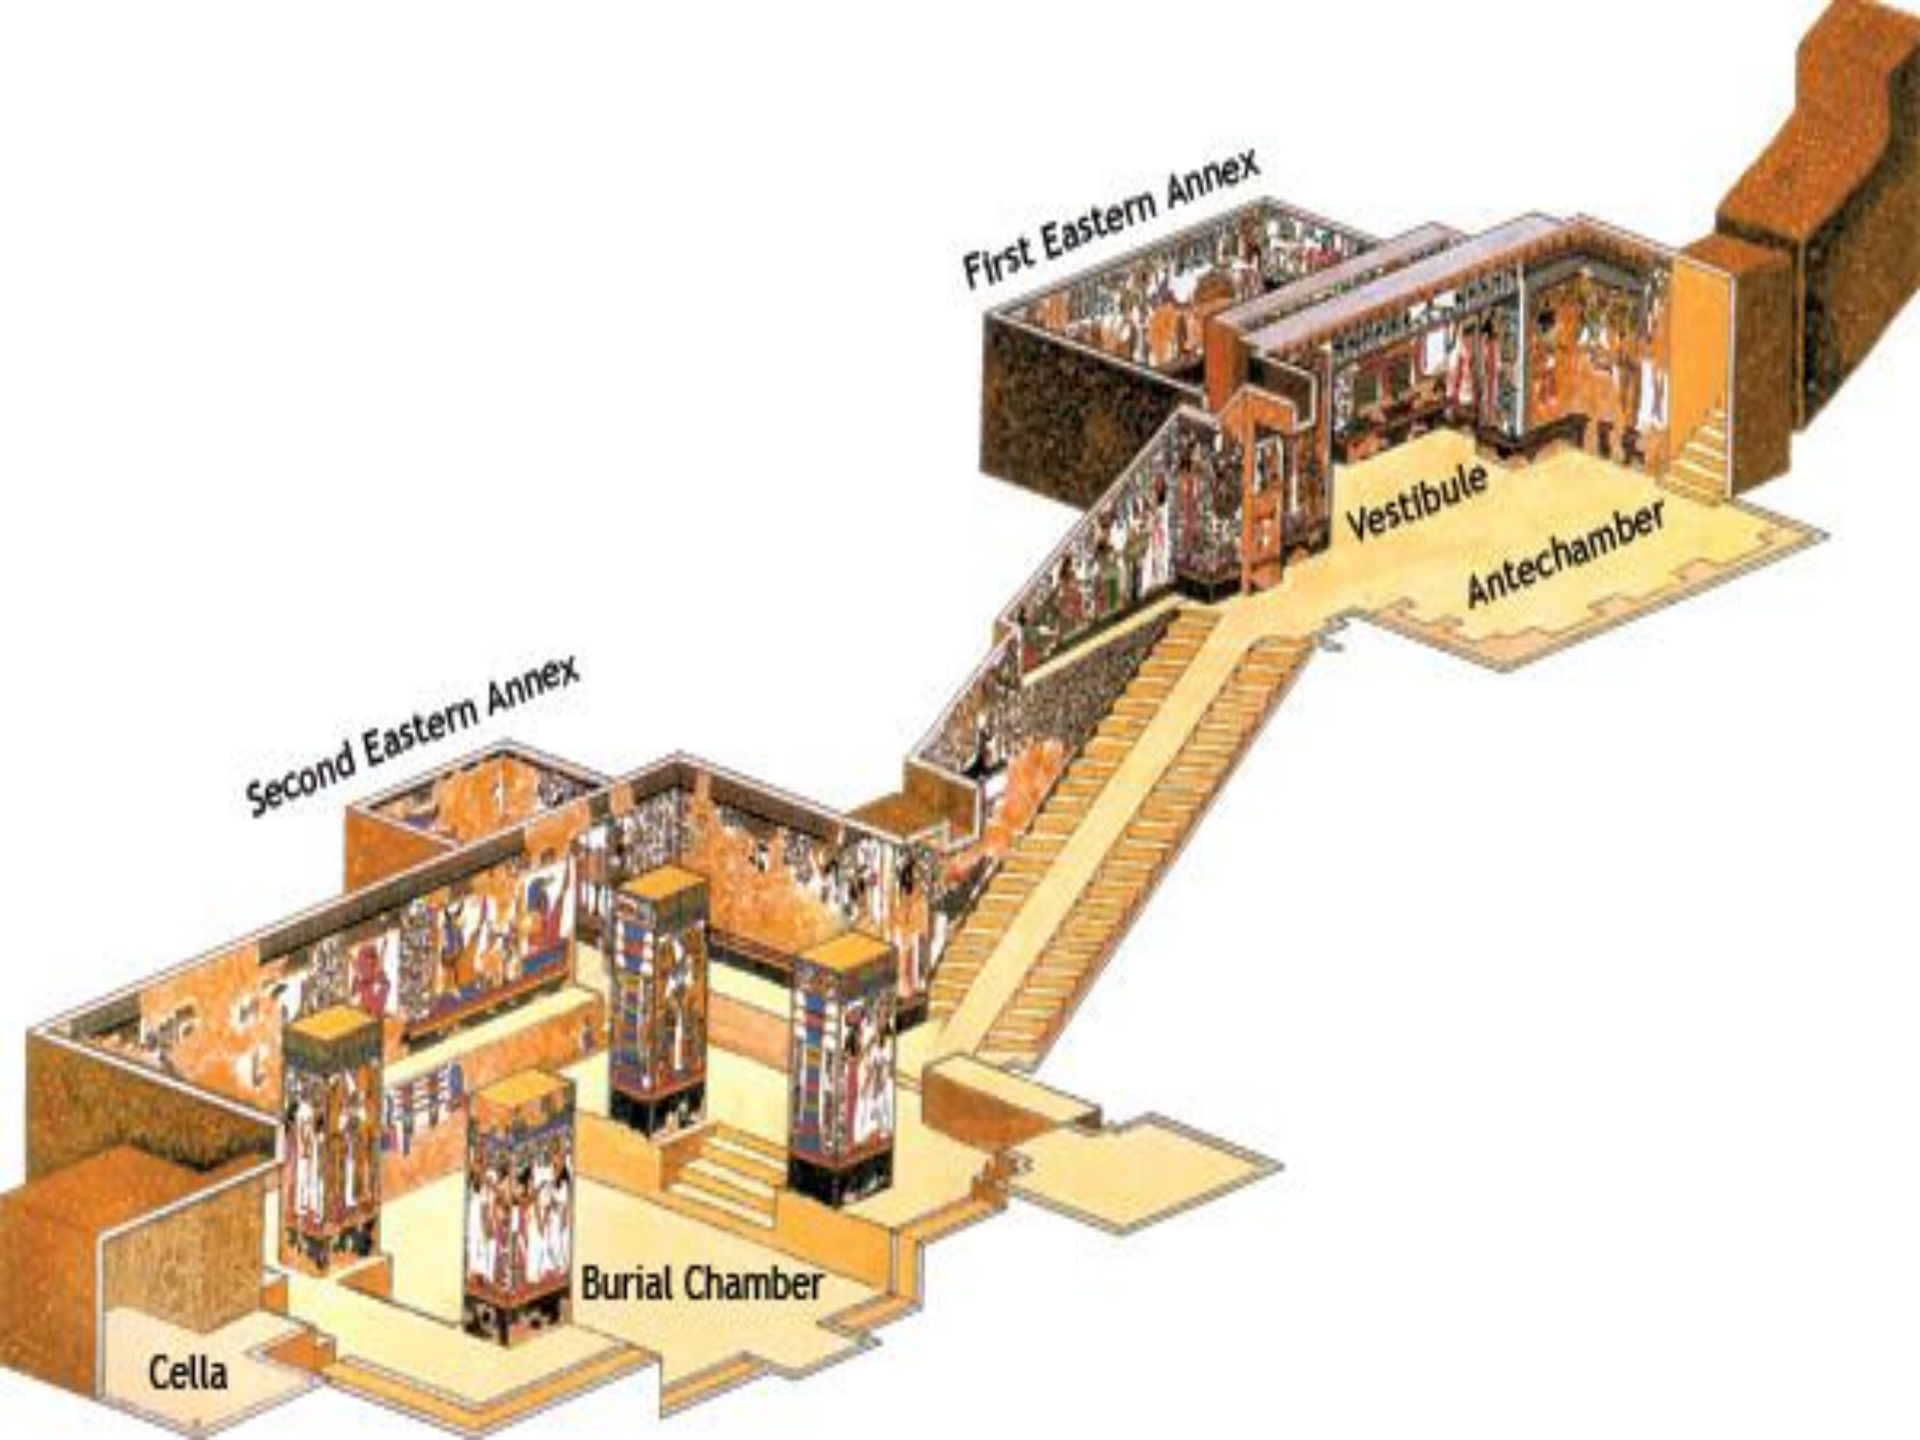 First Eastern Annex
Vestibule
Antechamber
Second Eastern Annex
Burial Chamber
Cella